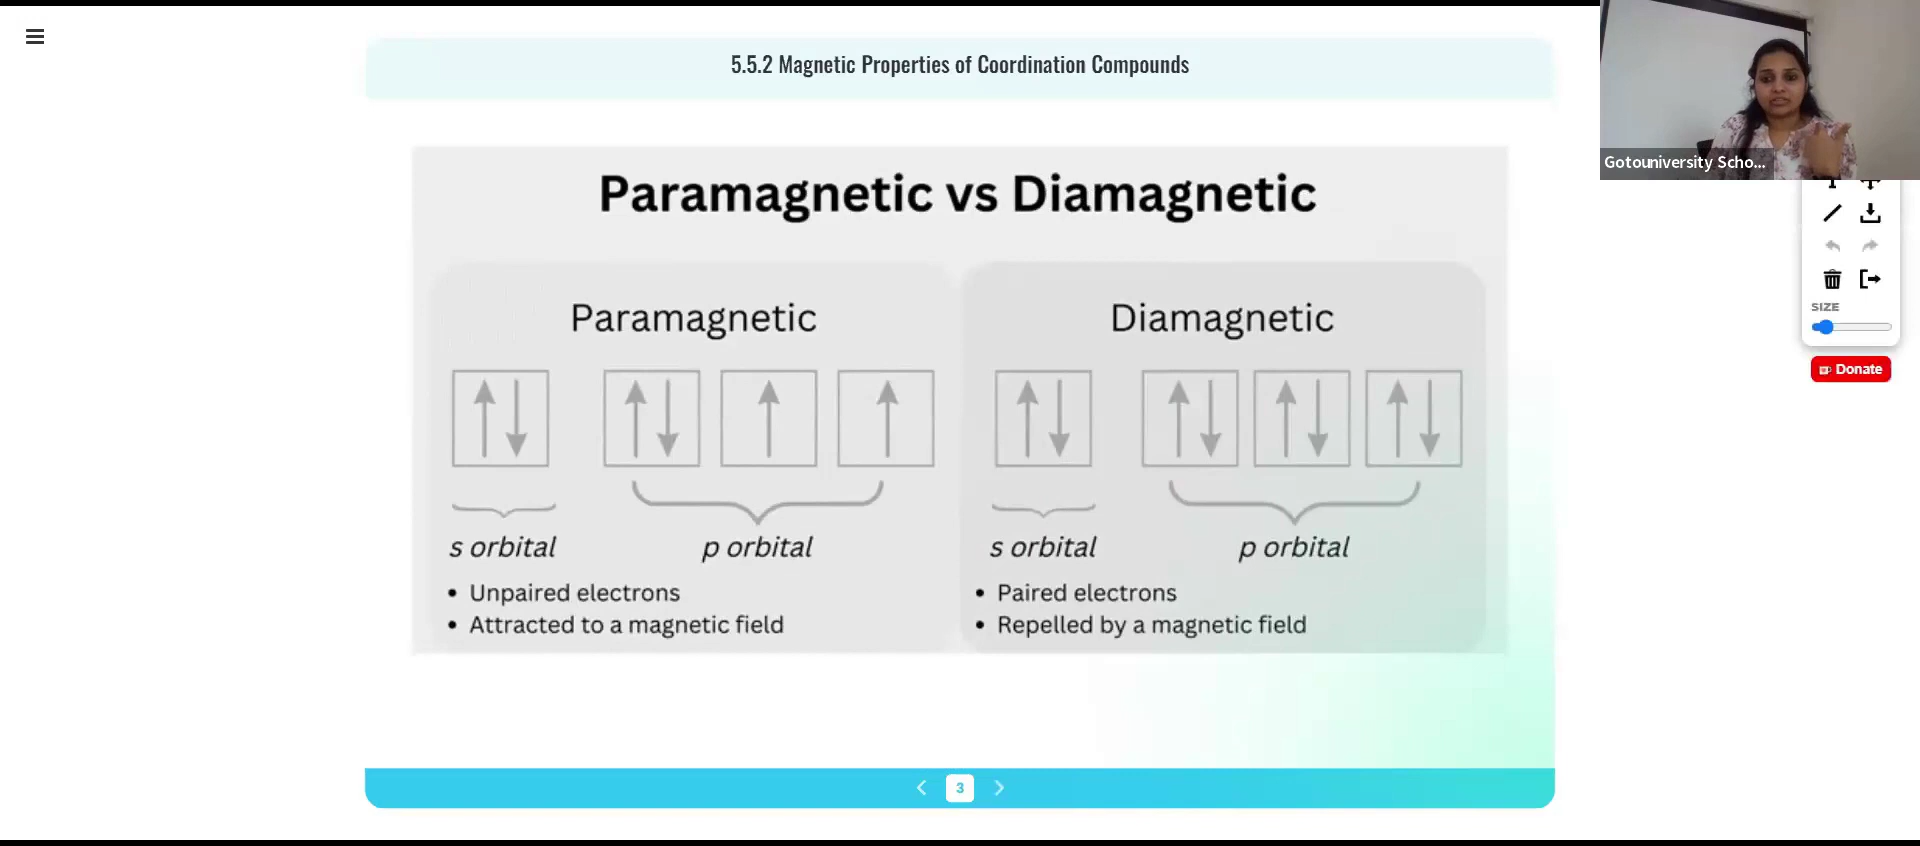 5.5.2 Magnetic Properties of Coordination Compounds
Paramagnetic vs Diamagnetic
Paramagnetic
s orbital
p orbital
• Unpaired electrons
• Attracted to a magnetic field
Diamagnetic
s orbital
p orbital
• Paired electrons
• Repelled by a magnetic field
3
Gotouniversity Scho...
SIZE
Donate